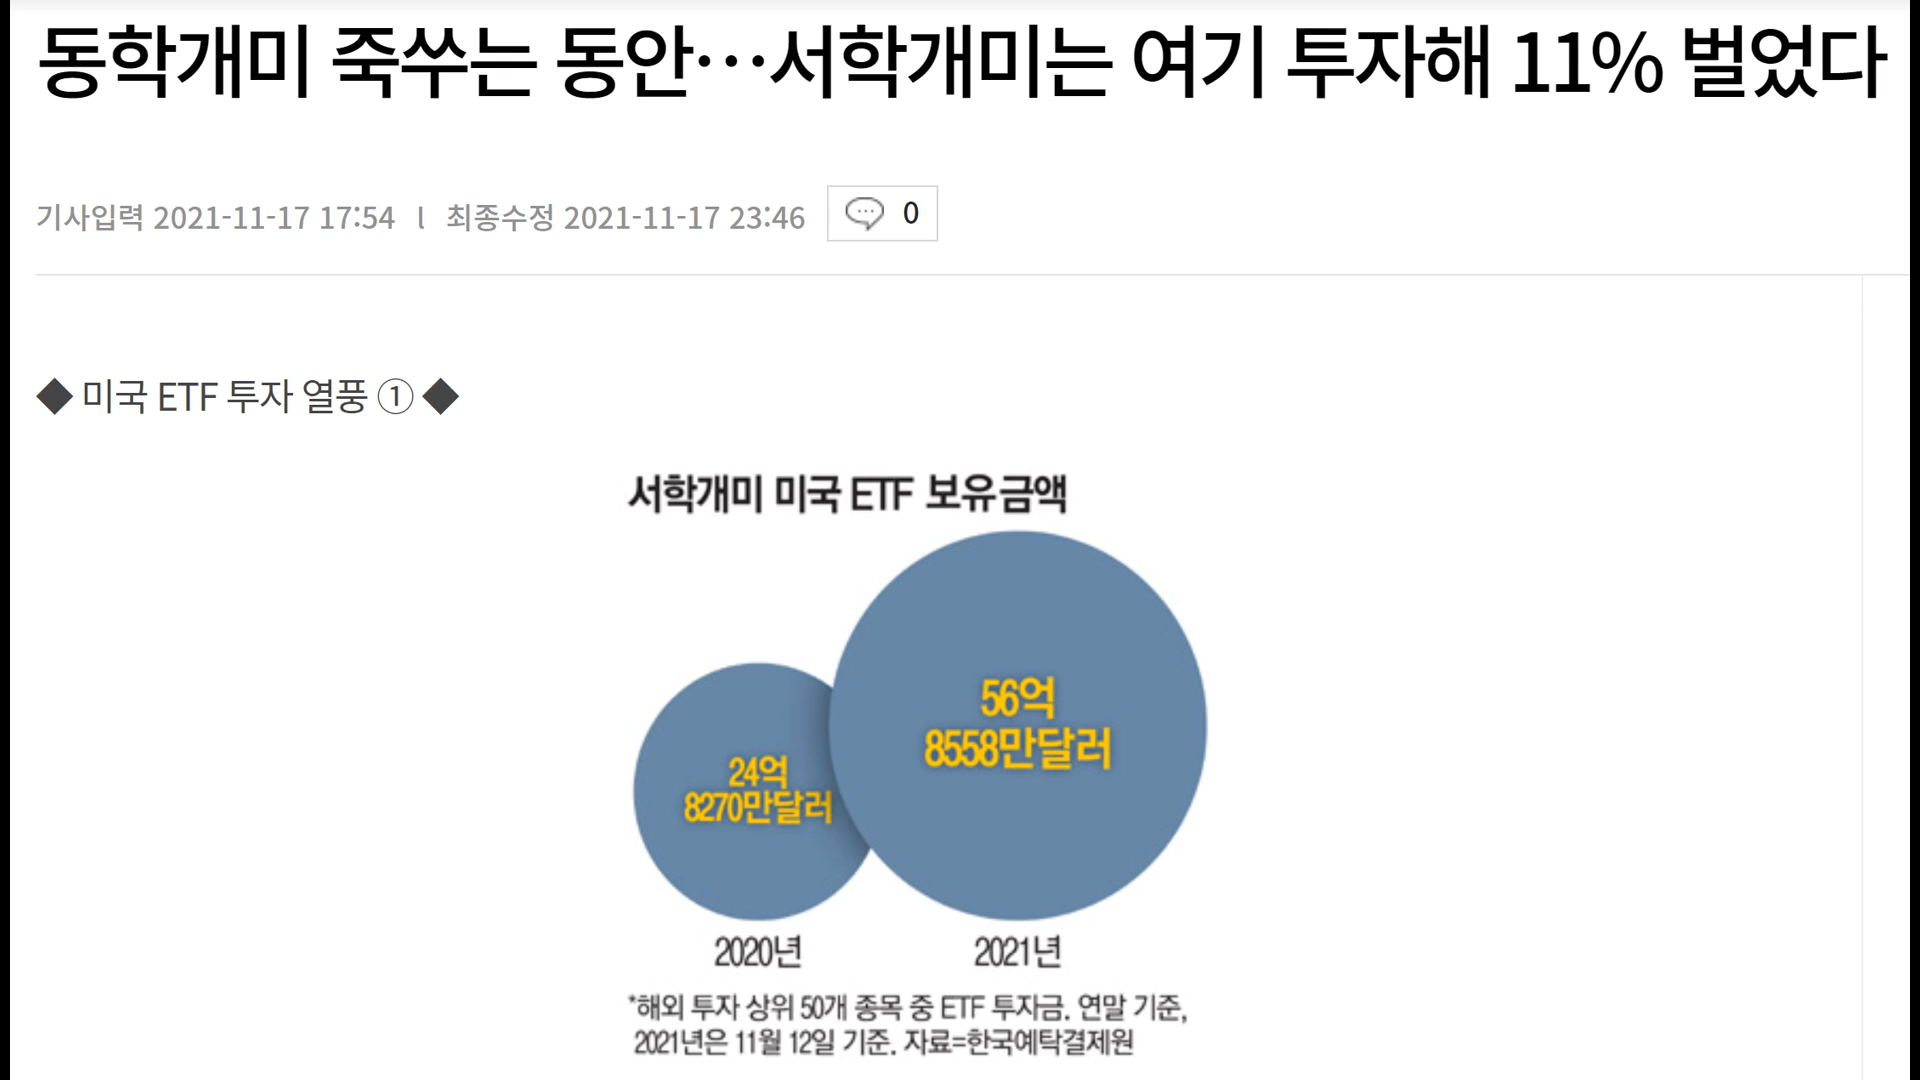 동학개미 죽쑤는 동안…서학개미는 여기 투자해 11% 벌었다
기사입력 2021-11-17 17:54 l 최종수정 2021-11-17 23:46 0
◆ 미국 ETF 투자 열풍 ① ◆
서학개미 미국 ETF 보유금액
24억
8270만달러
56억
8558만달러
2020년 2021년
*해외 투자 상위 50개 종목 중 ETF 투자금. 연말 기준,
2021년은 11월 12일 기준. 자료=한국예탁결제원